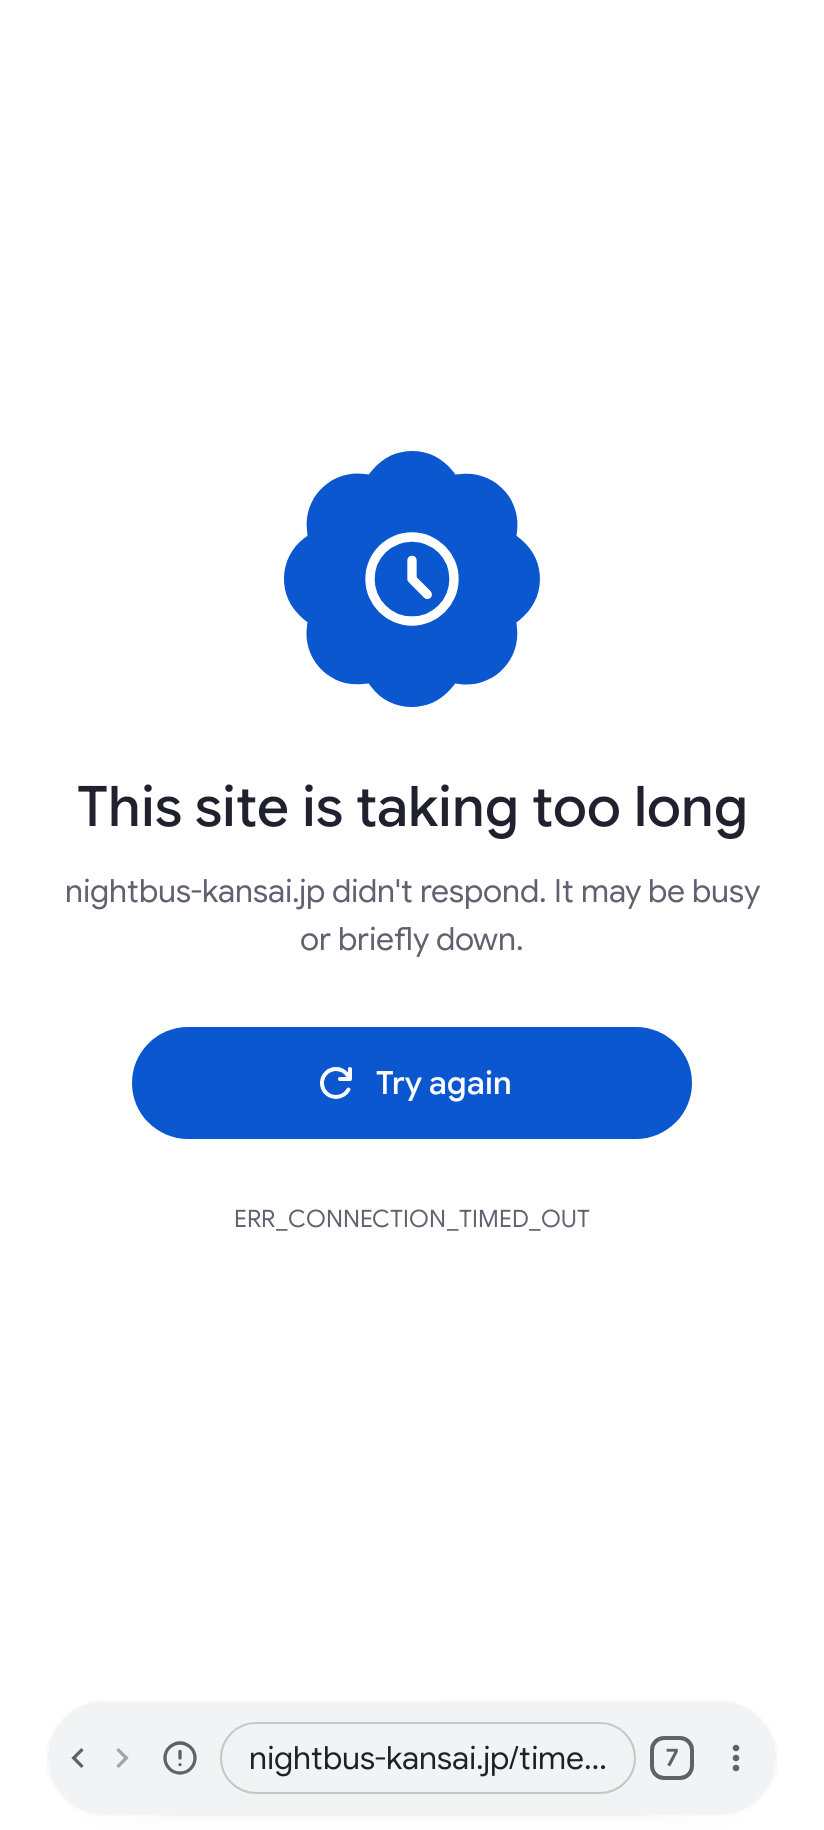 This site is taking too long
nightbus-kansai.jp didn't respond. It may be busy
or briefly down.
Try again
ERR_CONNECTION_TIMED_OUT
nightbus-kansai.jp/time...
7